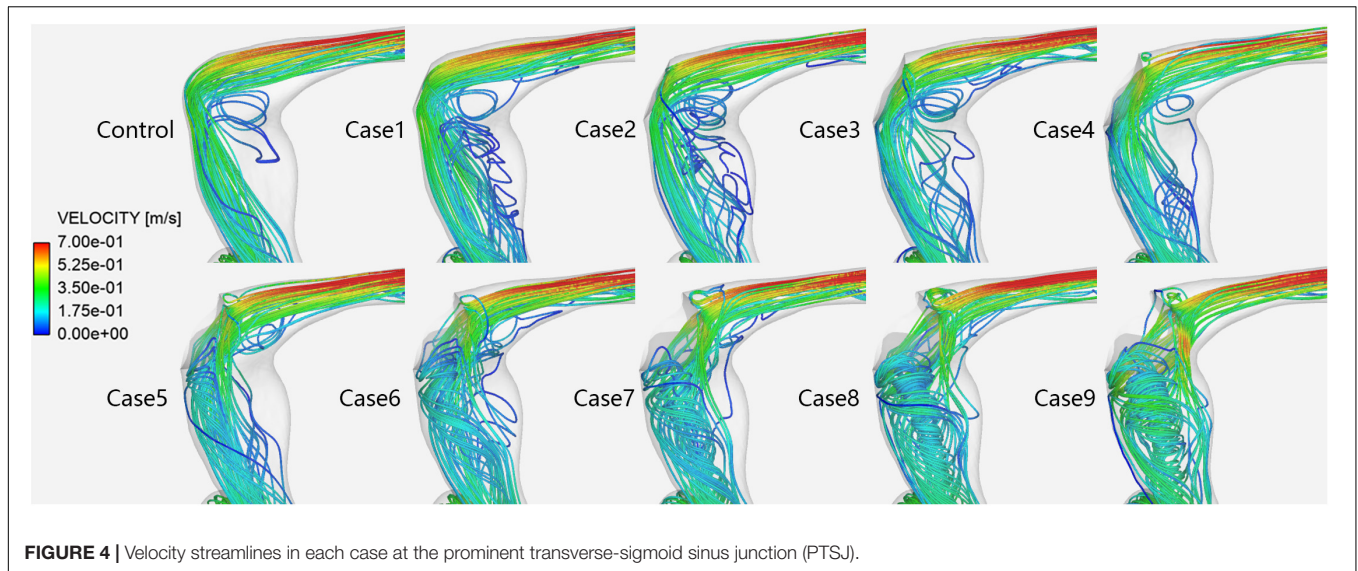 Control
Case1
Case2
Case3
Case4
VELOCITY [m/s]
7.00e-01
5.25e-01
3.50e-01
1.75e-01
0.00e+00
Case5
Case6
Case7
Case8
Case9
FIGURE 4 | Velocity streamlines in each case at the prominent transverse-sigmoid sinus junction (PTSJ).